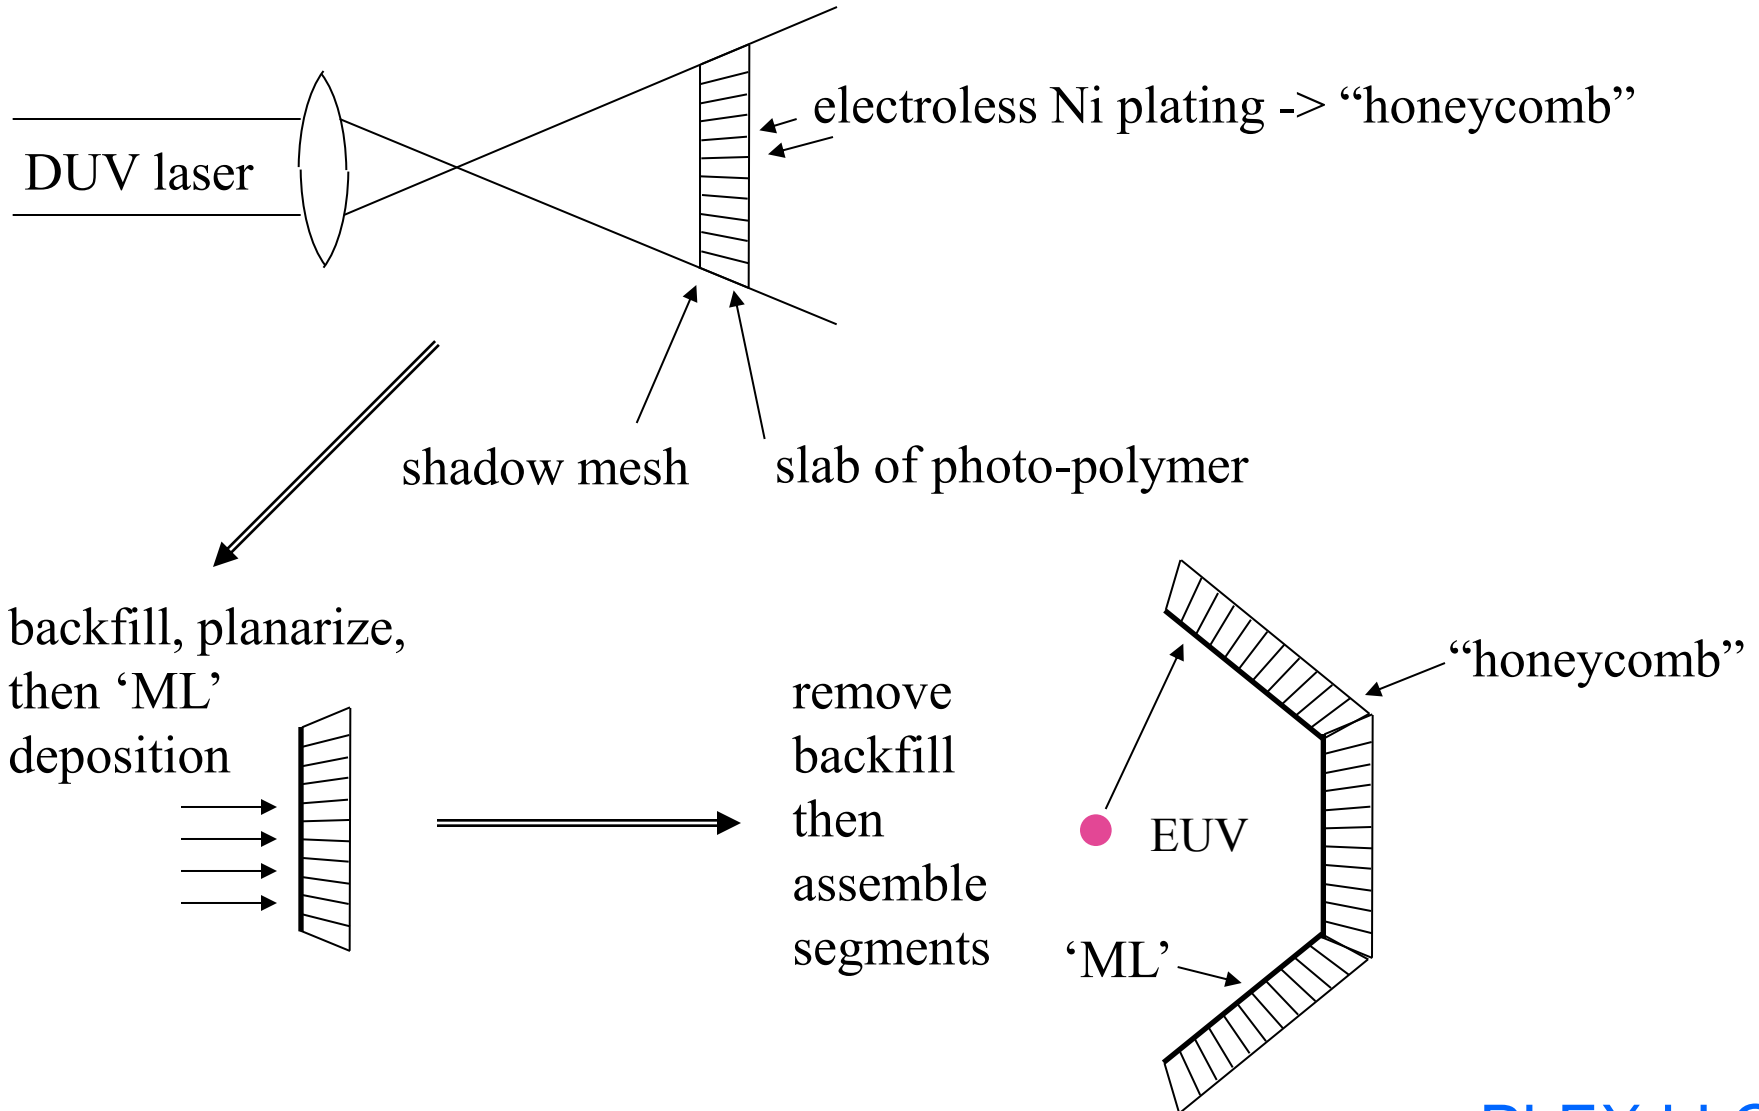 electroless Ni plating -> “honeycomb”
DUV laser
shadow mesh
slab of photo-polymer
backfill, planarize,
then ‘ML’
deposition
remove
backfill
then
assemble
segments
“honeycomb”
EUV
‘ML’